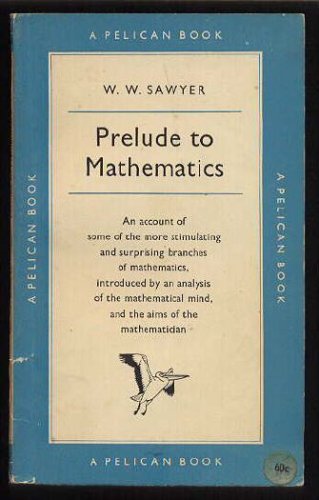 A PELICAN BOOK
W. W. SAWYER
Prelude to
Mathematics
An account of
some of the more stimulating
and surprising branches
of mathematics,
introduced by an analysis
of the mathematical mind,
and the aims of the
mathematician
A PELICAN BOOK
A PELICAN BOOK
60c
A PELICAN BOOK